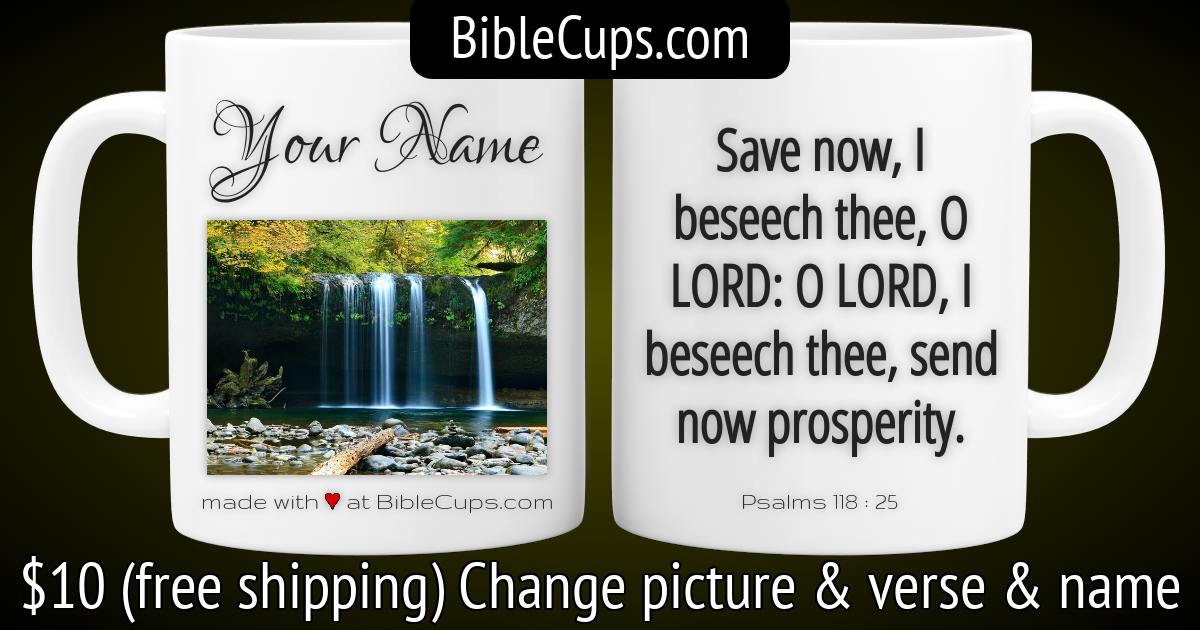 BibleCups.com
Your Name
made with ♥ at BibleCups.com
Save now, I
beseech thee, O
LORD: O LORD, I
beseech thee, send
now prosperity.
Psalms 118 : 25
$10 (free shipping) Change picture & verse & name